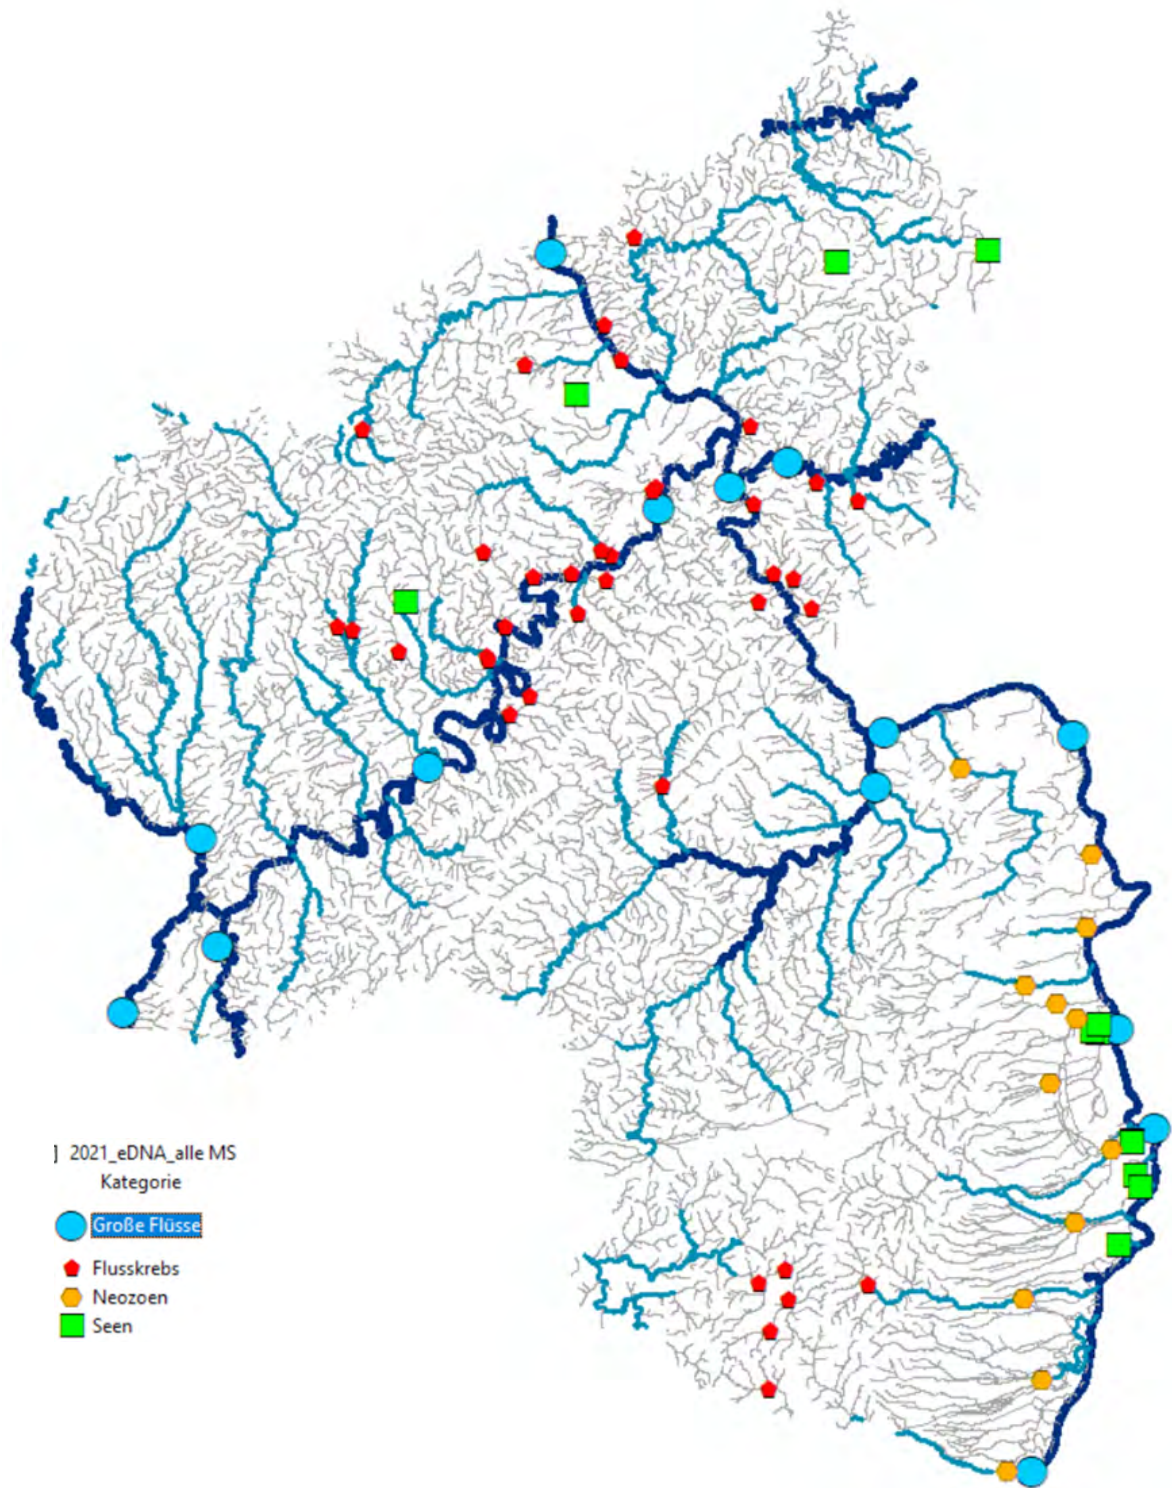 2021_eDNA_alle MS
Kategorie
Große Flüsse
Flusskrebs
Neozoen
Seen